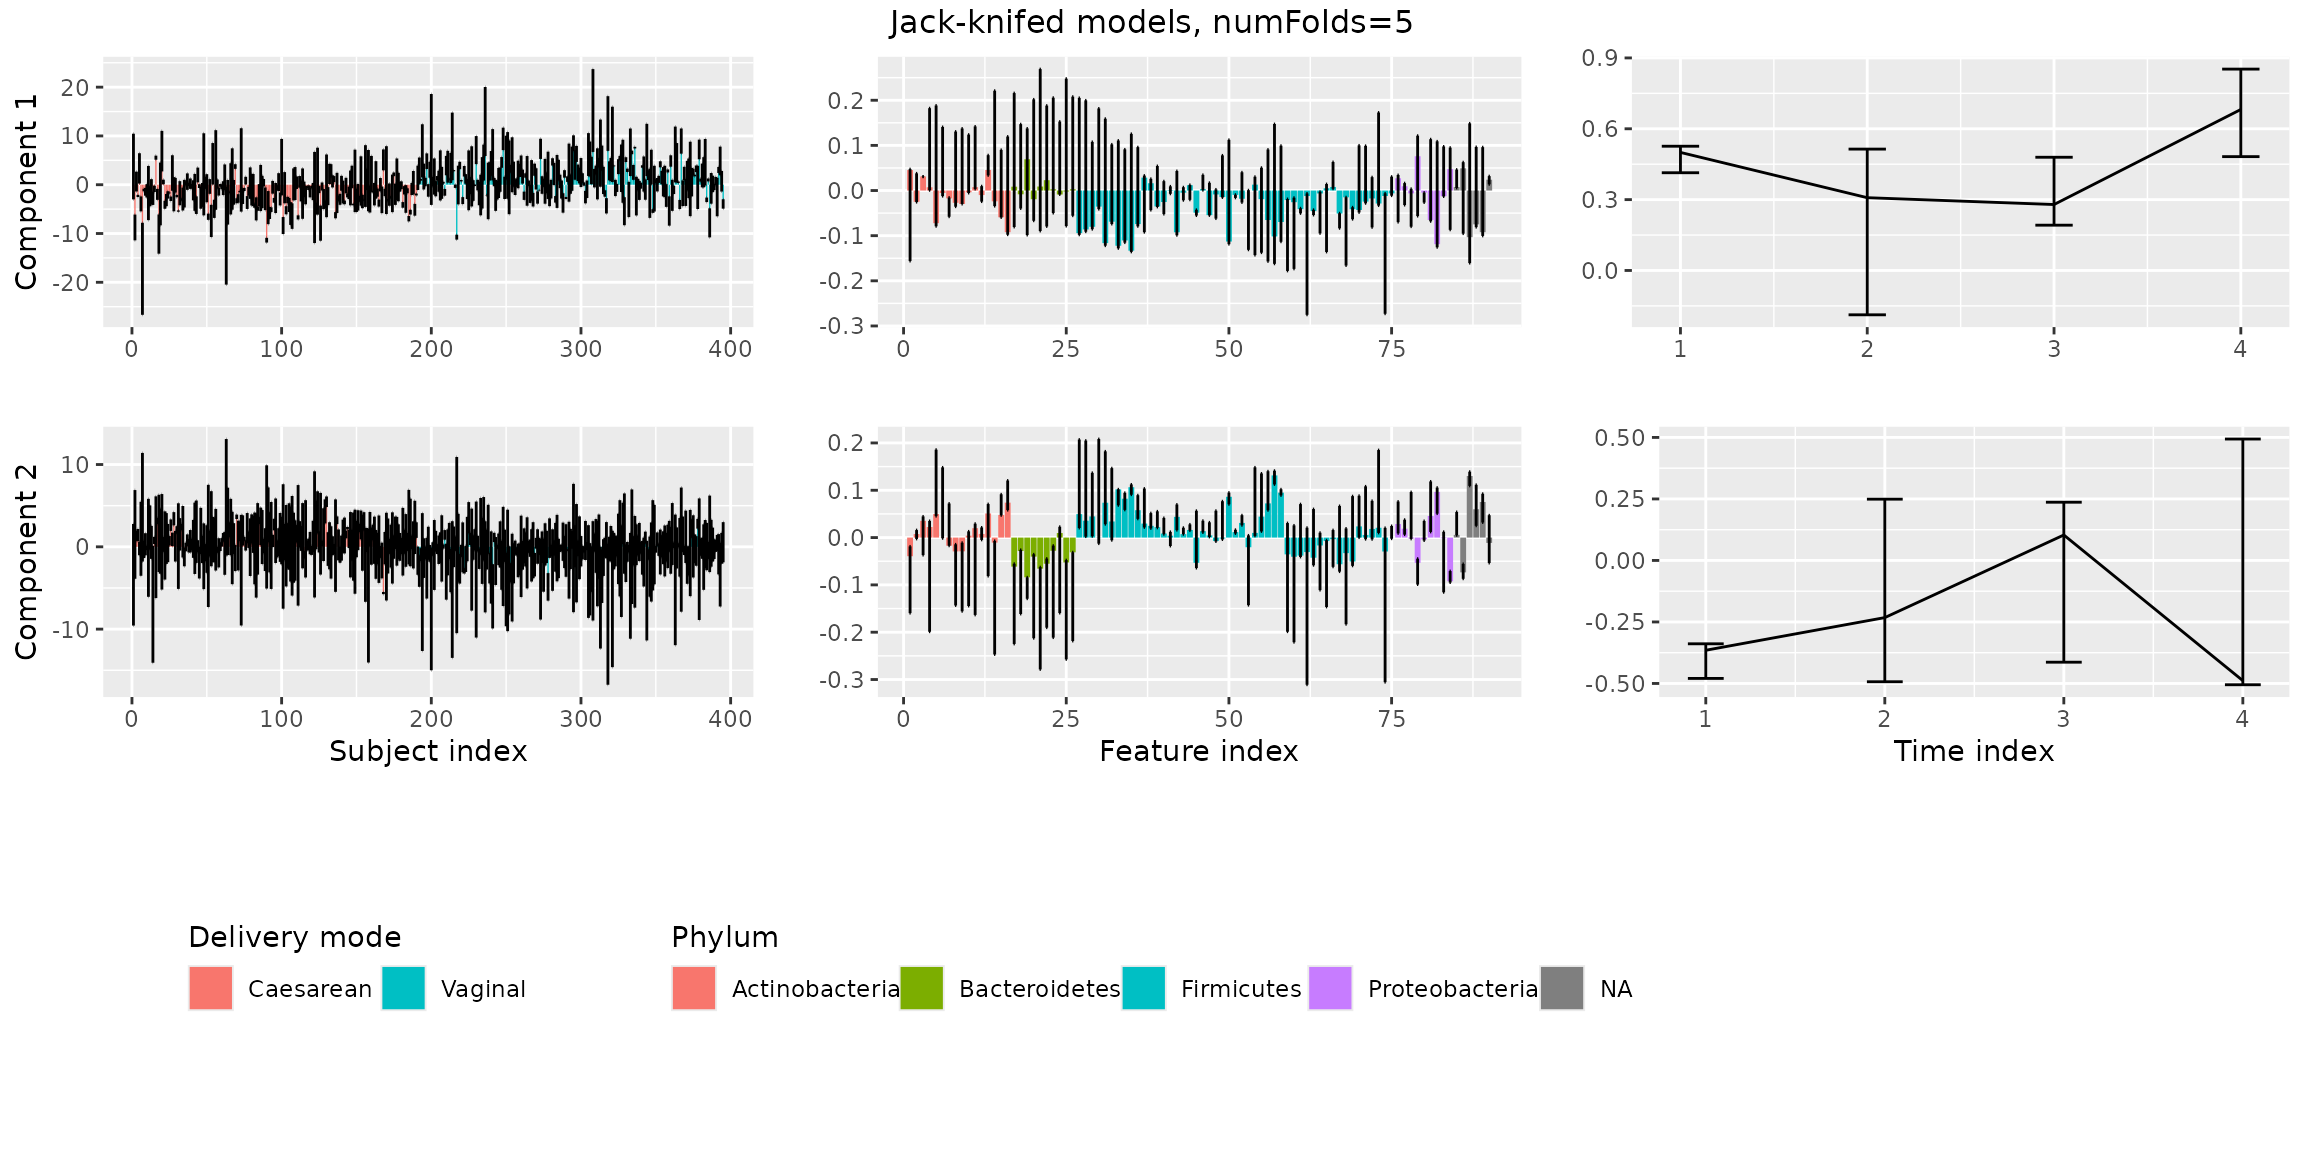 Jack-knifed models, numFolds=5
Component 1
20
10
0
-10
-20
0 100 200 300 400
0.2
0.1
0.0
-0.1
-0.2
-0.3
0 25 50 75
0.9
0.6
0.3
0.0
1 2 3 4
Component 2
10
0
-10
0 100 200 300 400
Subject index
0.2
0.1
0.0
-0.1
-0.2
-0.3
0 25 50 75
Feature index
0.50
0.25
0.00
-0.25
-0.50
1 2 3 4
Time index
Delivery mode
Caesarean Vaginal
Phylum
Actinobacteria Bacteroidetes Firmicutes Proteobacteria NA